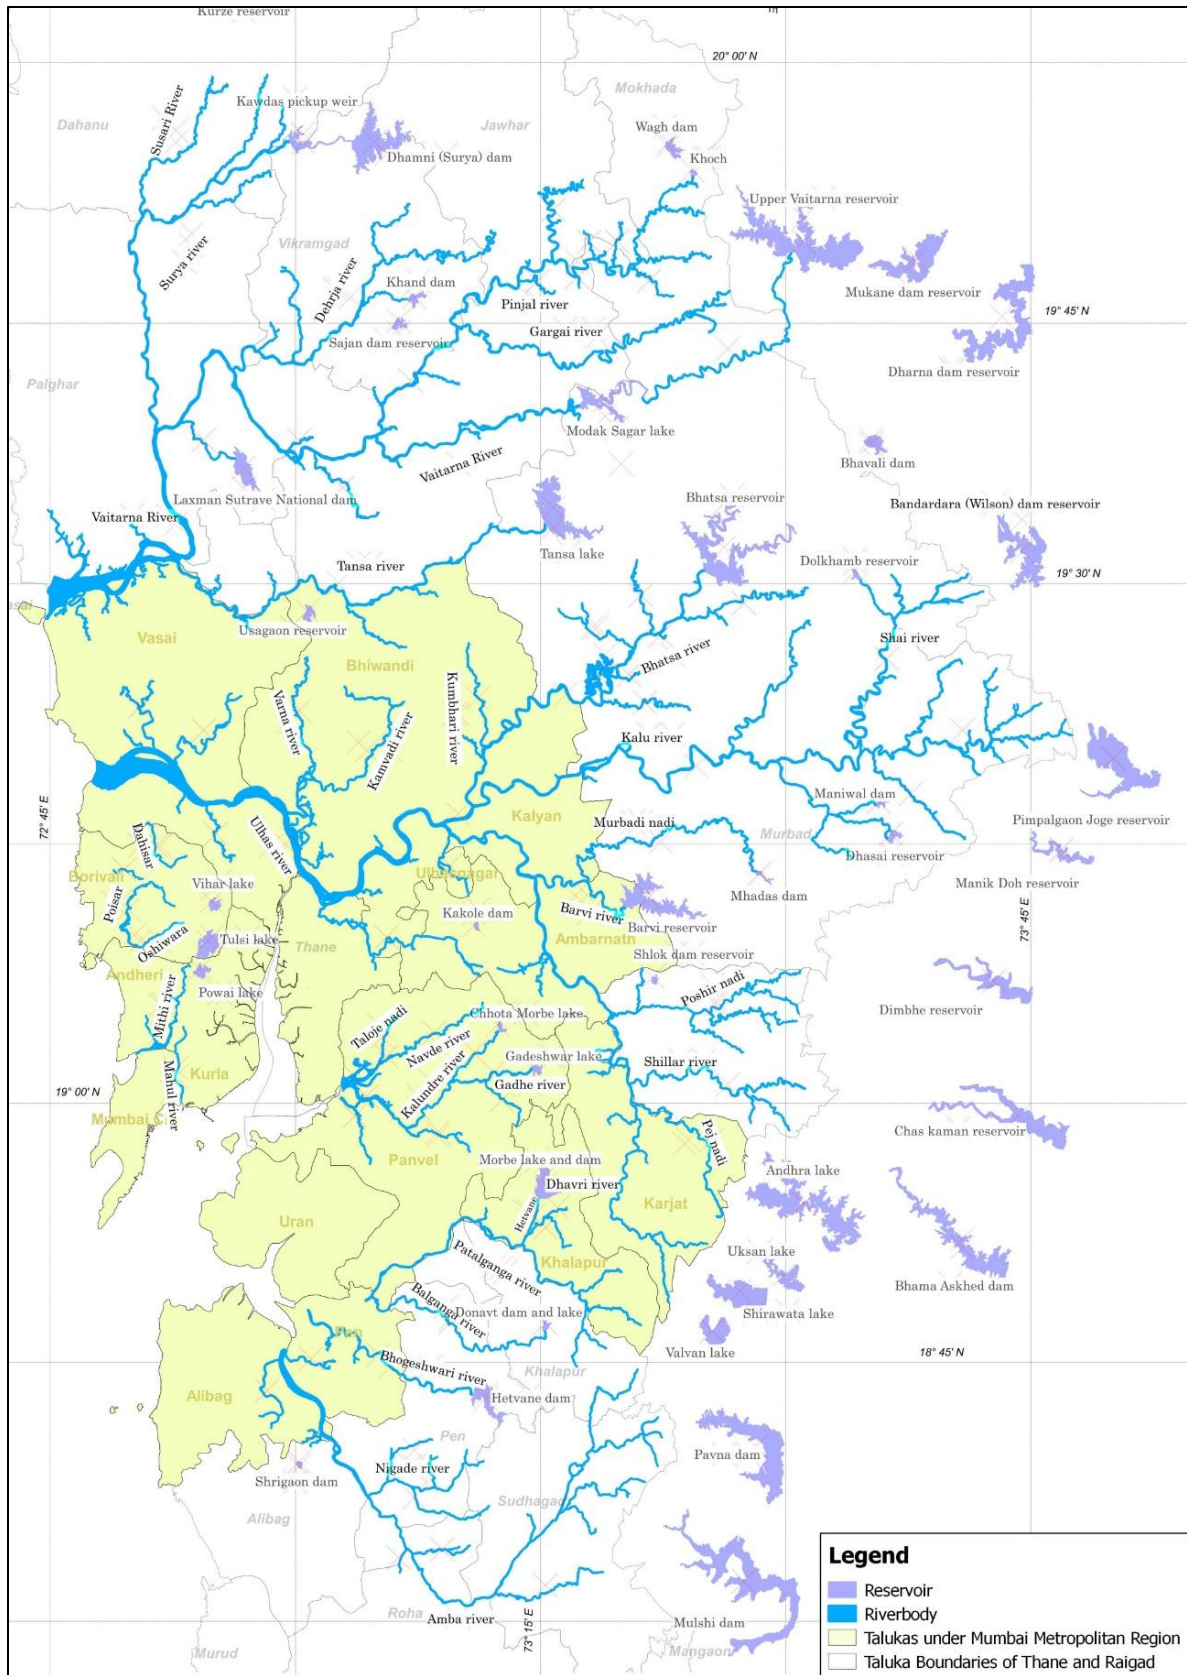 Kurze reservoir
20° 00' N
Mokhada
Kawdas pickup weir
Susari River
Dahanu
Jawhar
Wagh dam
Dhamni (Surya) dam
Khoch
Upper Vaitarna reservoir
Surya river
Vikramgad
Dehrja river
Khand dam
Mukane dam reservoir
Pinjal river
19° 45' N
Gargai river
Sajan dam reservoir
Dharna dam reservoir
Palghar
Modak Sagar lake
Vaitarna River
Bhavali dam
Laxman Sutrave National dam
Bhatsa reservoir
Bandardara (Wilson) dam reservoir
Vaitarna River
Tansa lake
Dolkhamb reservoir
Tansa river
19° 30' N
Usagaon reservoir
Vasai
Shai river
Bhiwandi
Bhatsa river
Varna river
Kumbhari river
Kamvadi river
Kalu river
Maniwal dam
72° 45' E
Kalyan
Murbadi nadi
Murbad
Pimpalgaon Joge reservoir
Dahisar
Ulhas river
Dhasai reservoir
Borivali
Ulhasnagar
Manik Doh reservoir
Vihar lake
Mhadas dam
Poisar
Kakole dam
Barvi river
Barvi reservoir
73° 45' E
Oshiwara
Tulsi lake
Thane
Ambarnatn
Shlok dam reservoir
Andheri
Poshir nadi
Powai lake
Dimbhe reservoir
Mithi river
Chhota Morbe lake
Taloje nadi
Navde river
Gadeshwar lake
Shillar river
Kurla
Kalundre river
Gadhe river
19° 00' N
Mahul river
Mumbai C
Chas kaman reservoir
Pej nadi
Panvel
Morbe lake and dam
Andhra lake
Dhavri river
Hetvane
Karjat
Uran
Patalganga river
Khalapur
Uksan lake
Bhama Askhed dam
Balganga river
Donavt dam and lake
Shirawata lake
Pen
Valvan lake
18° 45' N
Bhogeshwari river
Khalapur
Alibag
Hetvane dam
Pen
Pavna dam
Nigade river
Shrigaon dam
Sudhagad
Alibag
Roha
Amba river
73° 15' E
Mulshi dam
Murud
Mangaon
Legend
Reservoir
Riverbody
Talukas under Mumbai Metropolitan Region
Taluka Boundaries of Thane and Raigad